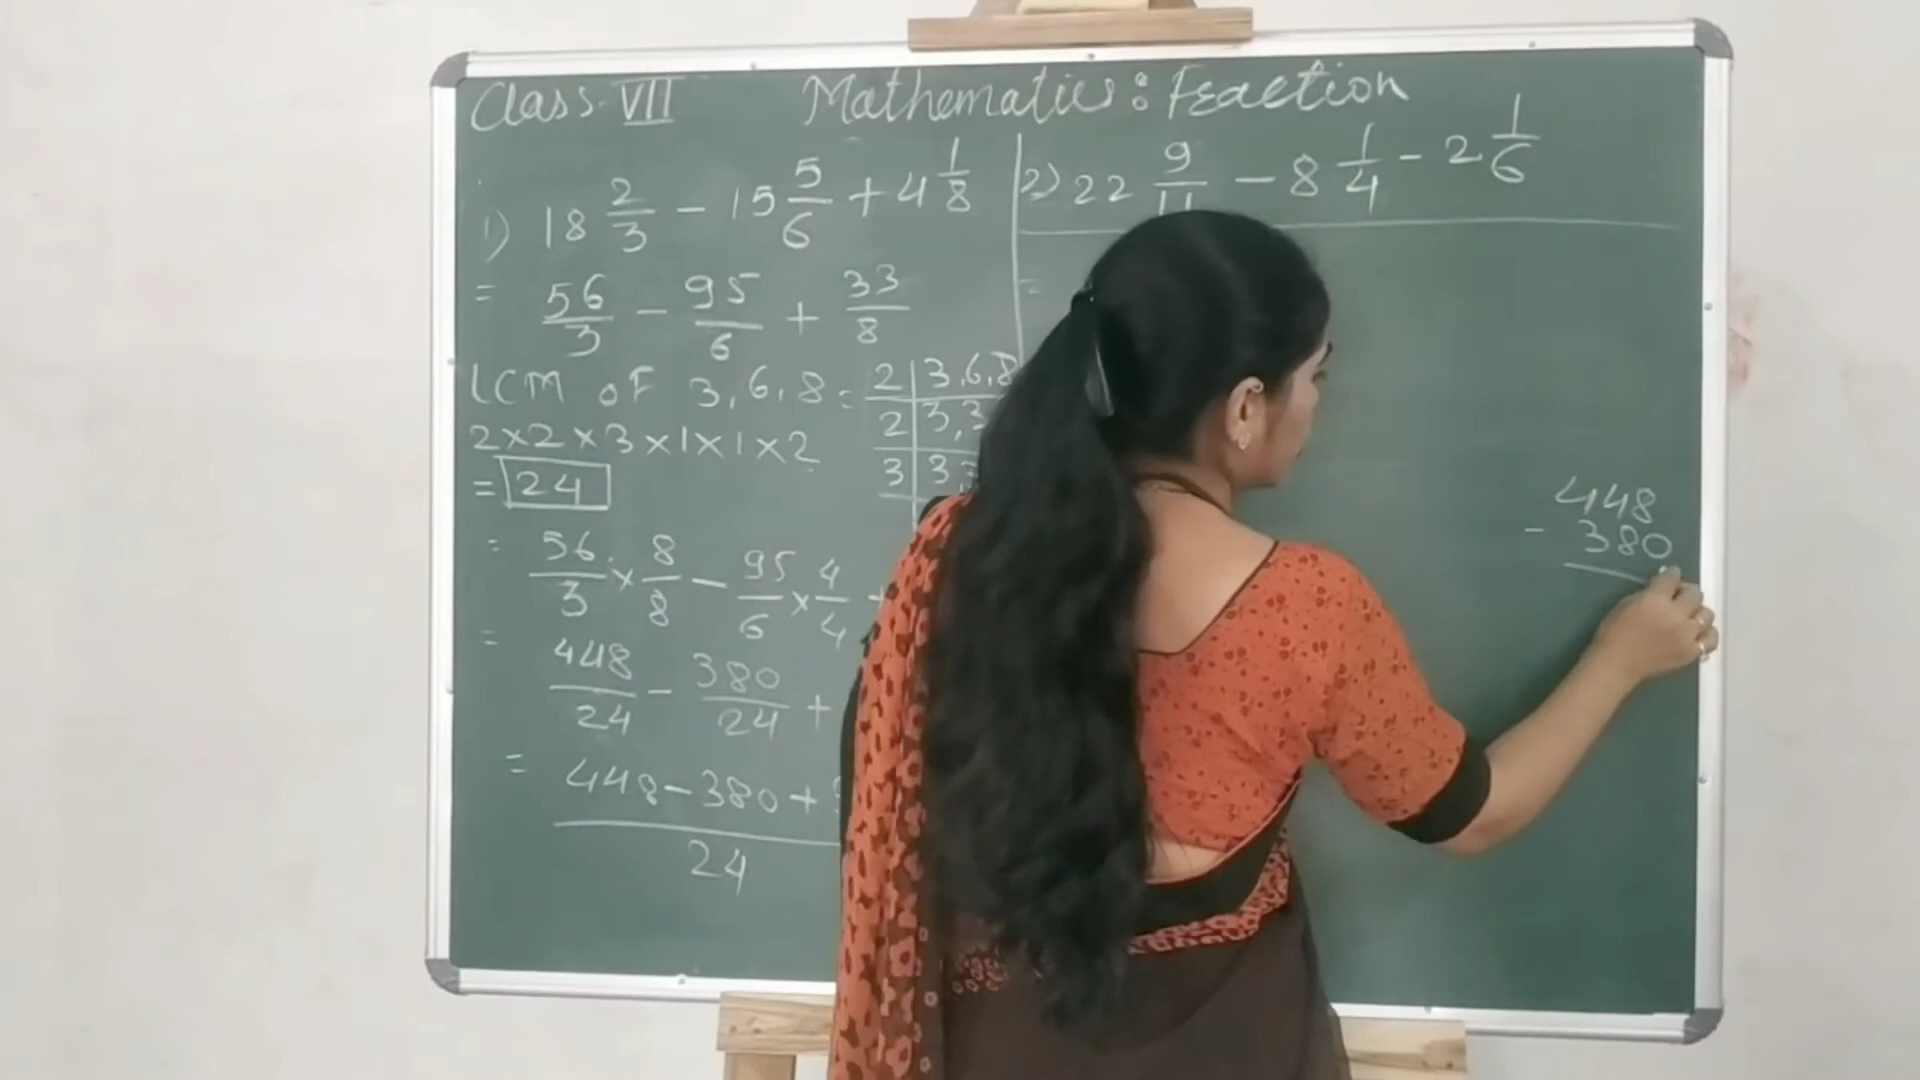 Class VII Mathematics : Fraction
1) 18 2/3 - 15 5/6 + 4 1/8
= 56/3 - 95/6 + 33/8
LCM OF 3,6,8 =
2 | 3,6,8
2 | 3,3
3 | 3,3
2×2×3×1×1×2
= 24
= 56/3 × 8/8 - 95/6 × 4/4 +
= 448/24 - 380/24 +
= 448-380+
24
2) 22 9/11 - 8 1/4 - 2 1/6
=
448
- 380